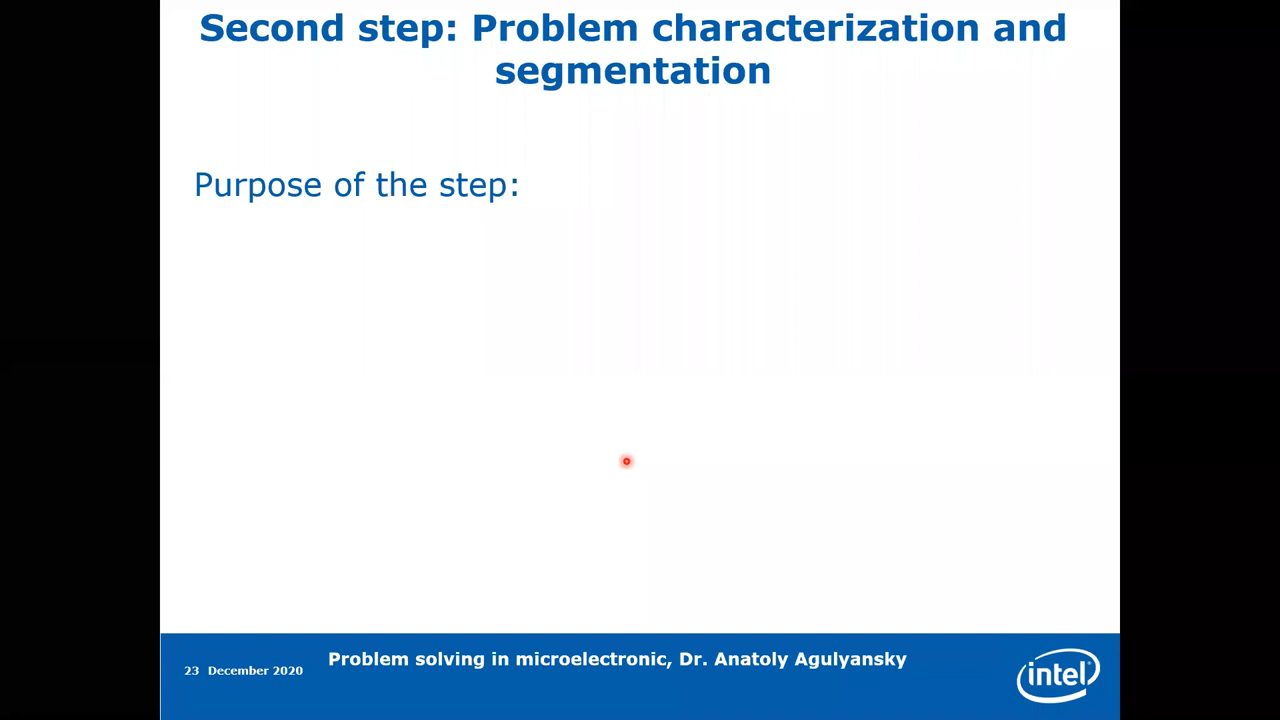 Second step: Problem characterization and
segmentation
Purpose of the step:
23 December 2020
Problem solving in microelectronic, Dr. Anatoly Agulyansky
intel